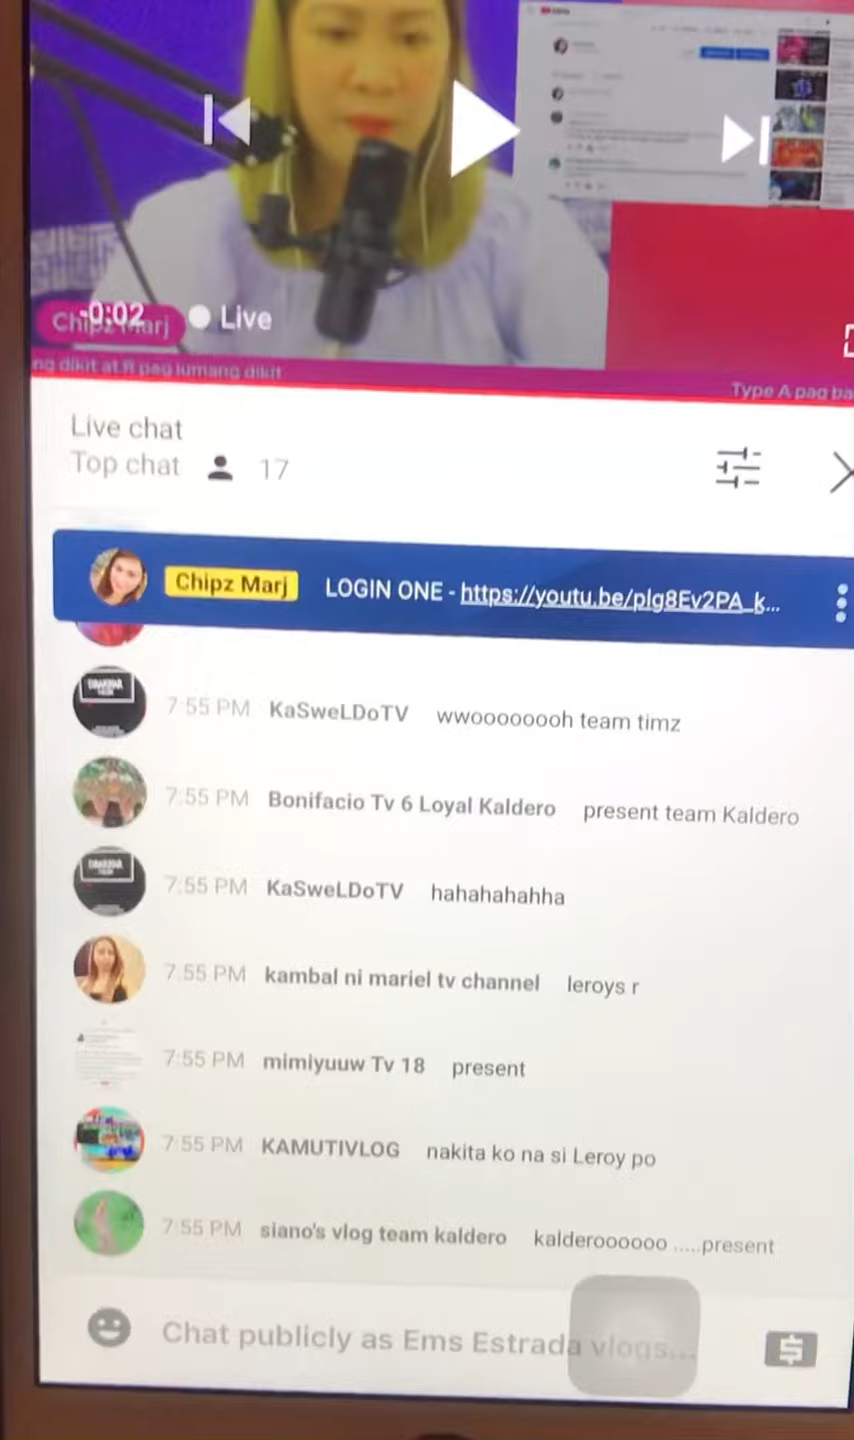 -0:02
Live
Chipz Marj
ng dikit at R pag lumang dikit
Type A pag ba
Live chat
Top chat 17
Chipz Marj LOGIN ONE - https://youtu.be/plg8Ev2PA_k...
7:55 PM KaSweLDoTV wwoooooooh team timz
7:55 PM Bonifacio Tv 6 Loyal Kaldero present team Kaldero
7:55 PM KaSweLDoTV hahahahahha
7:55 PM kambal ni mariel tv channel leroys r
7:55 PM mimiyuuw Tv 18 present
7:55 PM KAMUTIVLOG nakita ko na si Leroy po
7:55 PM siano's vlog team kaldero kalderoooooo .....present
Chat publicly as Ems Estrada vlogs...